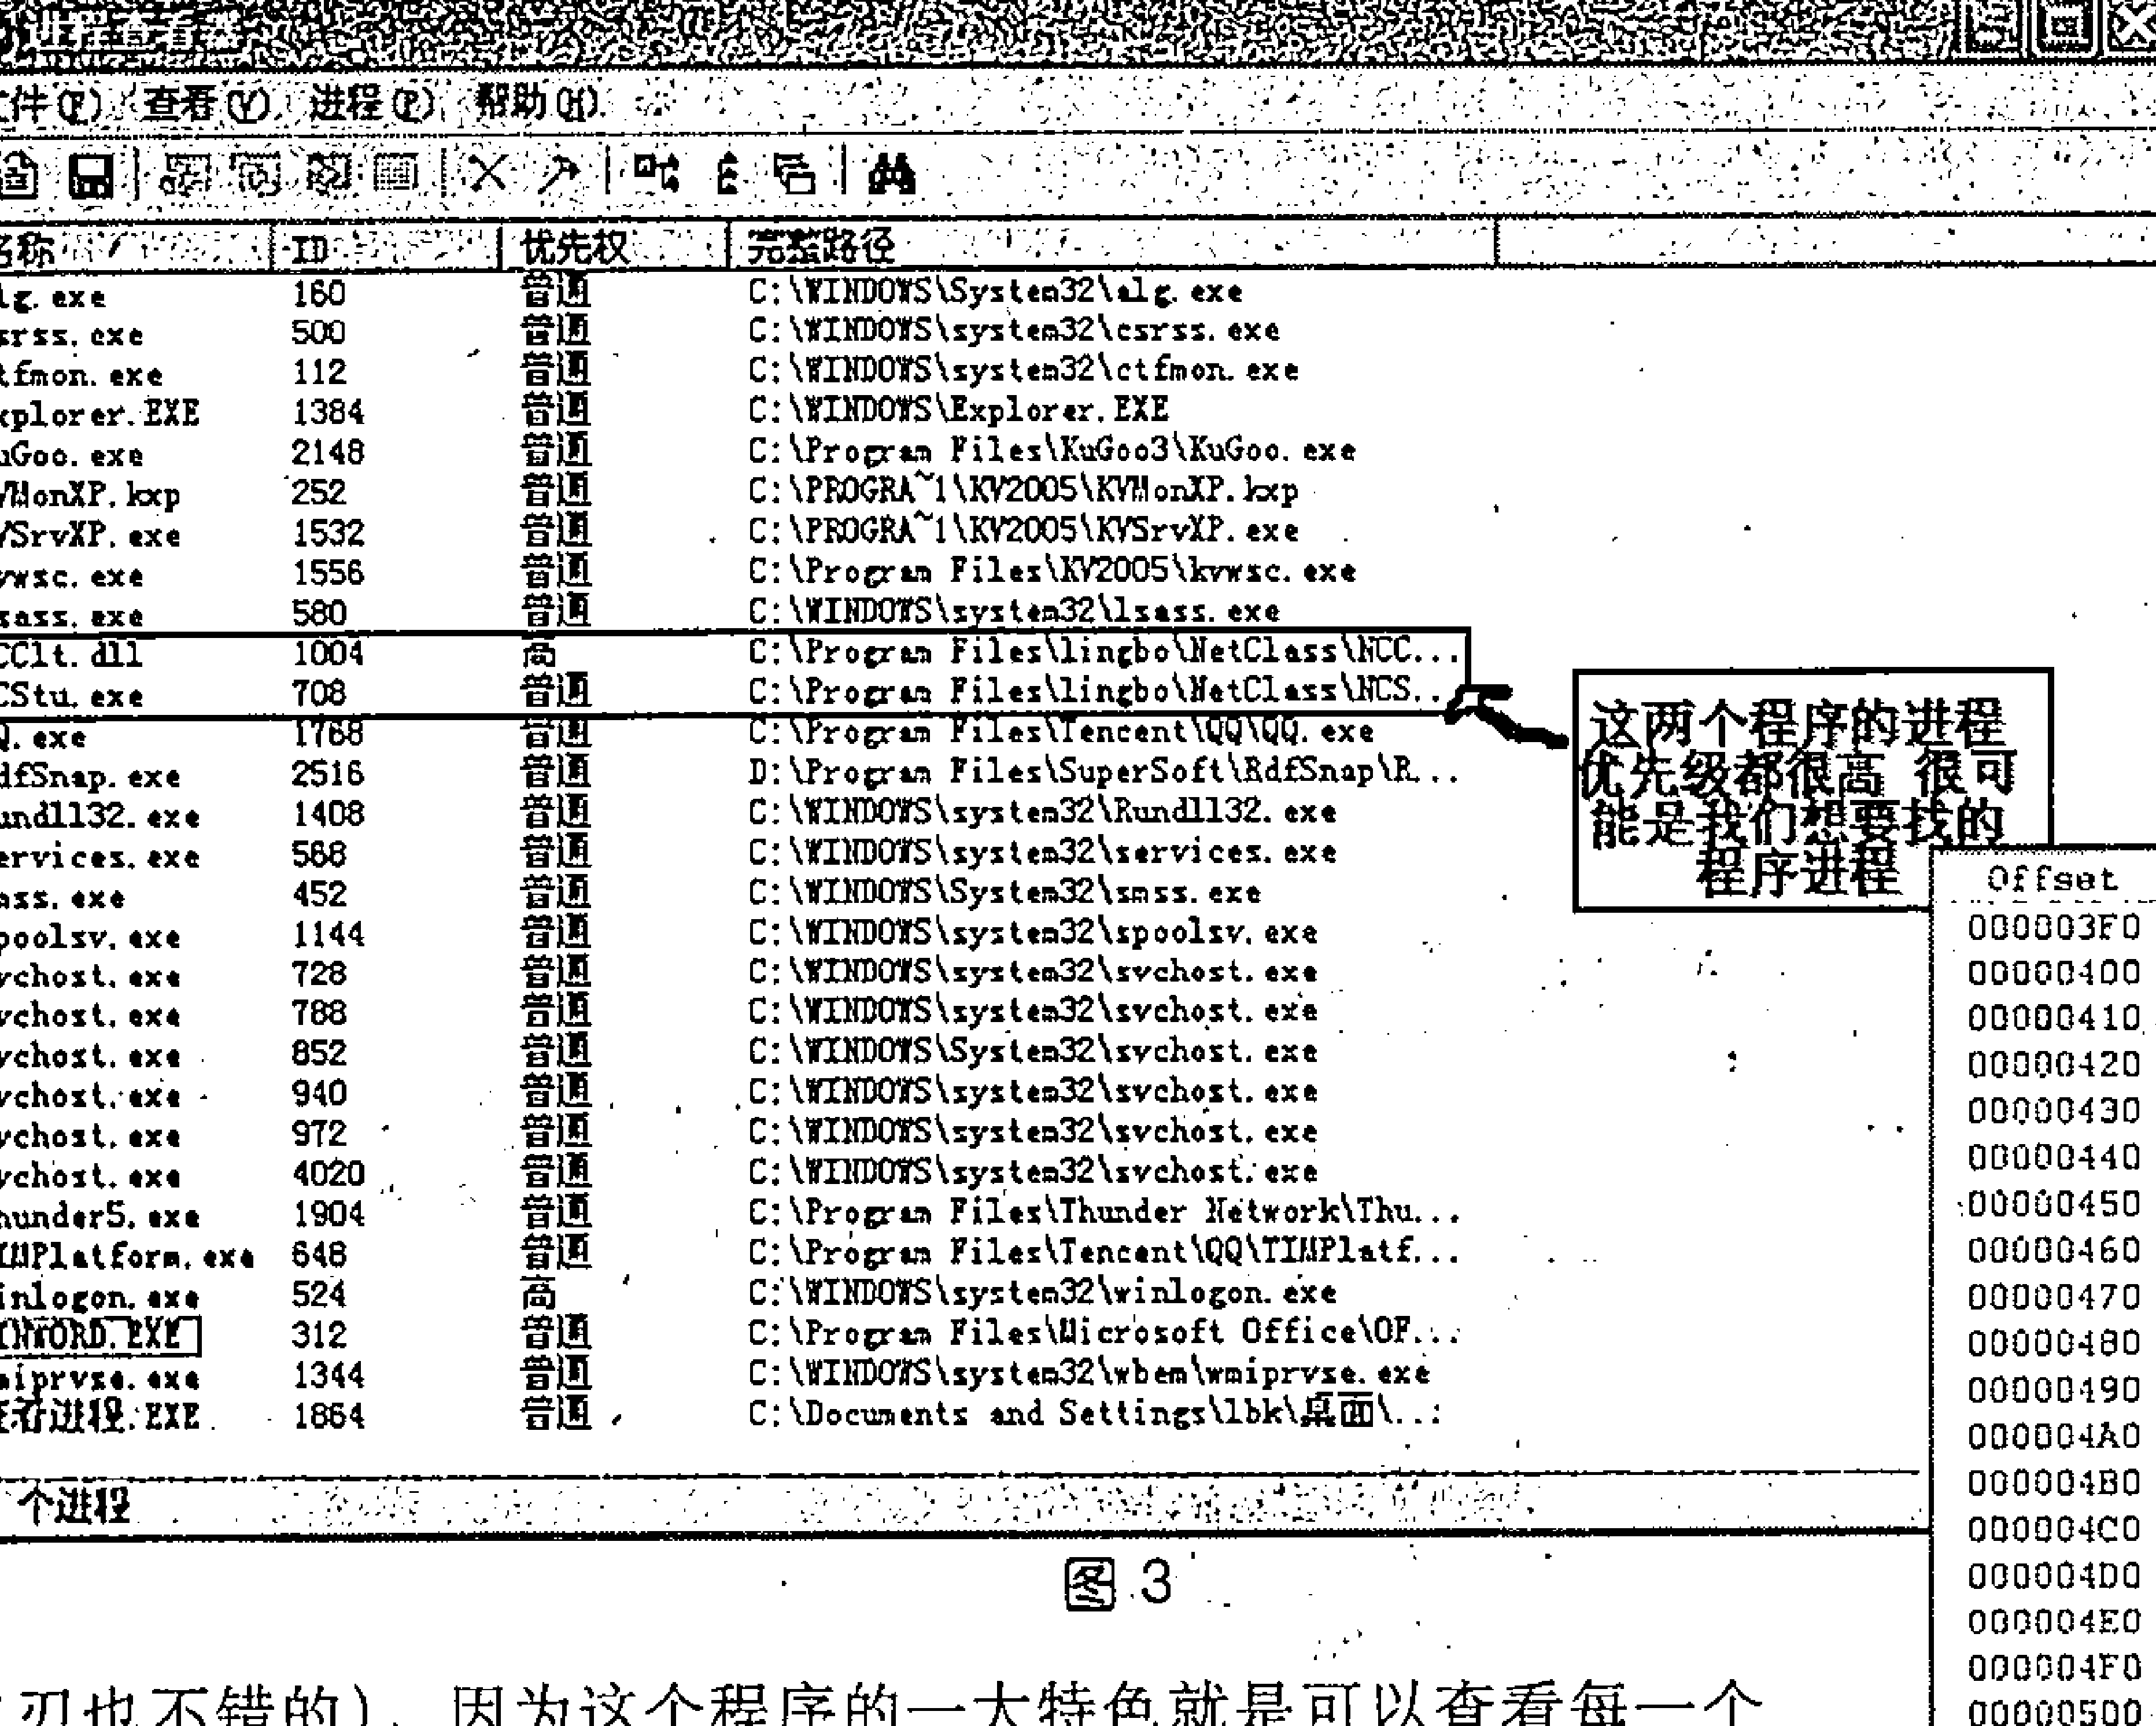 进程查看器
件(F) 查看(V) 进程(P) 帮助(H)
名称 ID 优先权 完整路径
lg.exe 160 普通 C:\WINDOWS\System32\alg.exe
srss.exe 500 普通 C:\WINDOWS\system32\csrss.exe
tfmon.exe 112 普通 C:\WINDOWS\system32\ctfmon.exe
xplorer.EXE 1384 普通 C:\WINDOWS\Explorer.EXE
uGoo.exe 2148 普通 C:\Program Files\KuGoo3\KuGoo.exe
VMonXP.kxp 252 普通 C:\PROGRA~1\KV2005\KVMonXP.kxp
VSrvXP.exe 1532 普通 C:\PROGRA~1\KV2005\KVSrvXP.exe
vwsc.exe 1556 普通 C:\Program Files\KV2005\kvwsc.exe
sass.exe 580 普通 C:\WINDOWS\system32\lsass.exe
CClt.dll 1004 高 C:\Program Files\lingbo\NetClass\NCC...
CStu.exe 708 普通 C:\Program Files\lingbo\NetClass\NCS...
Q.exe 1768 普通 C:\Program Files\Tencent\QQ\QQ.exe
dfSnap.exe 2516 普通 D:\Program Files\SuperSoft\RdfSnap\R...
undll32.exe 1408 普通 C:\WINDOWS\system32\Rundll32.exe
ervices.exe 568 普通 C:\WINDOWS\system32\services.exe
mss.exe 452 普通 C:\WINDOWS\System32\smss.exe
poolsv.exe 1144 普通 C:\WINDOWS\system32\spoolsv.exe
vchost.exe 728 普通 C:\WINDOWS\system32\svchost.exe
vchost.exe 788 普通 C:\WINDOWS\system32\svchost.exe
vchost.exe 852 普通 C:\WINDOWS\System32\svchost.exe
vchost.exe 940 普通 C:\WINDOWS\system32\svchost.exe
vchost.exe 972 普通 C:\WINDOWS\system32\svchost.exe
vchost.exe 4020 普通 C:\WINDOWS\system32\svchost.exe
hunder5.exe 1904 普通 C:\Program Files\Thunder Network\Thu...
IMPlatform.exe 648 普通 C:\Program Files\Tencent\QQ\TIMPlatf...
inlogon.exe 524 高 C:\WINDOWS\system32\winlogon.exe
INWORD.EXE 312 普通 C:\Program Files\Microsoft Office\OF...
miprvse.exe 1344 普通 C:\WINDOWS\system32\wbem\wmiprvse.exe
看进程.EXE 1864 普通 C:\Documents and Settings\lbk\桌面\...
个进程
这两个程序的进程
优先级都很高 很可
能是我们想要找的
程序进程
Offset
000003F0
00000400
00000410
00000420
00000430
00000440
00000450
00000460
00000470
00000480
00000490
000004A0
000004B0
000004C0
000004D0
000004E0
000004F0
00000500
图 3
刃也不错的)，因为这个程序的一大特色就是可以查看每一个